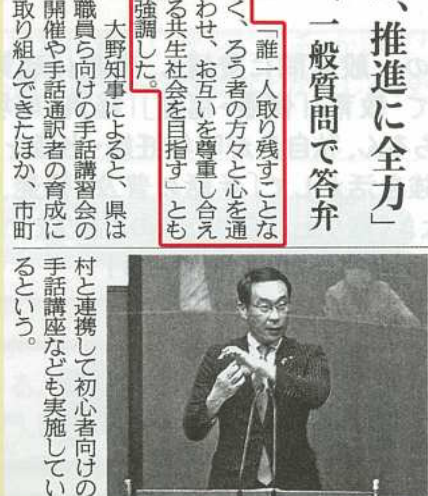 、推進に全力」
一般質問で答弁
「誰一人取り残すことな
く、ろう者の方々と心を通
わせ、お互いを尊重し合え
る共生社会を目指す」とも
強調した。
大野知事によると、県は
職員ら向けの手話講習会の
開催や手話通訳者の育成に
取り組んできたほか、市町
村と連携して初心者向けの
手話講座なども実施してい
るという。